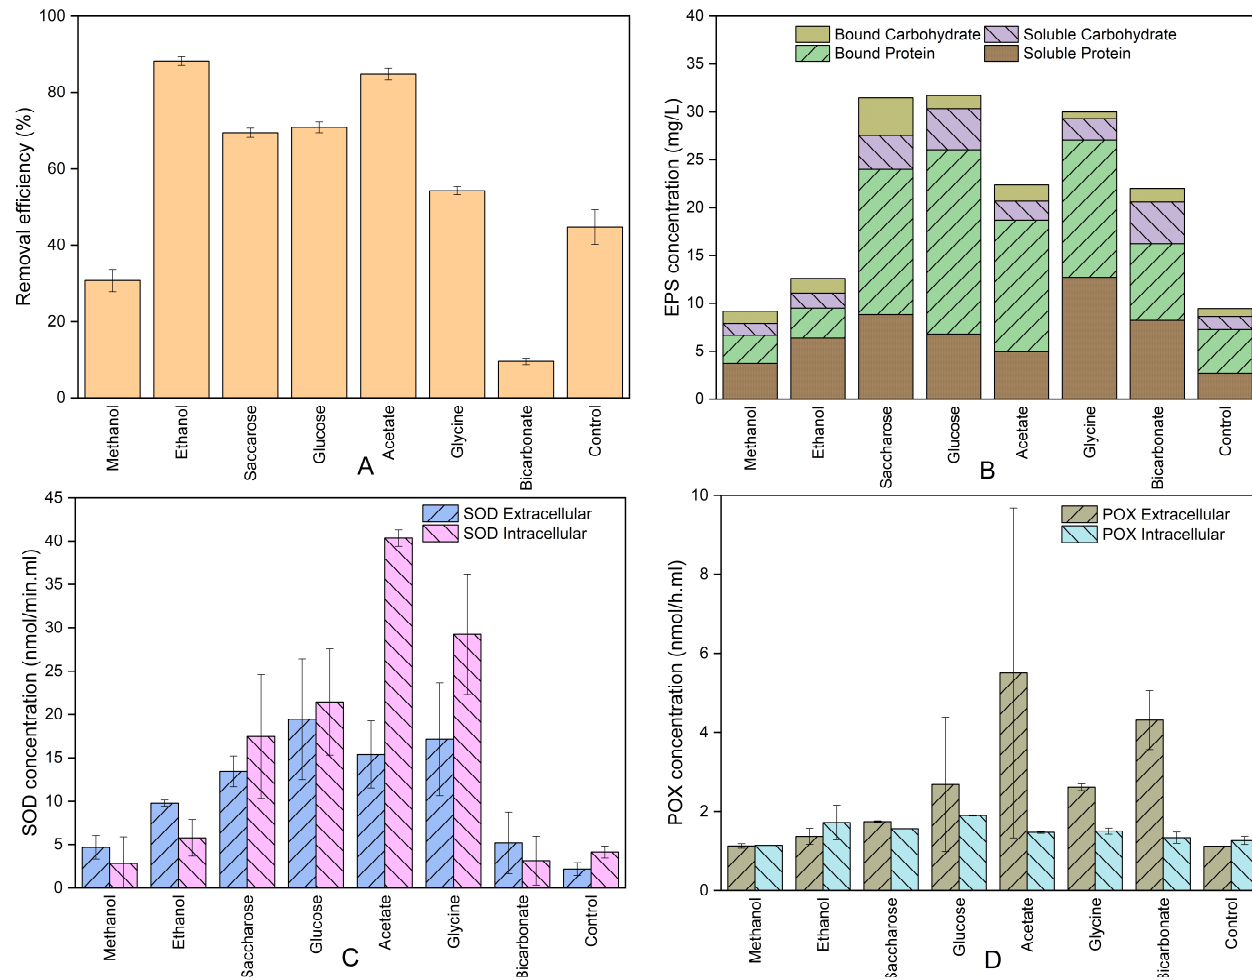 100
80
60
40
20
0
Removal efficiency (%)
Methanol
Ethanol
Saccarose
Glucose
Acetate
Glycine
Bicarbonate
Control
A
40
35
30
25
20
15
10
5
0
EPS concentration (mg/L)
Bound Carbohydrate
Soluble Carbohydrate
Bound Protein
Soluble Protein
Methanol
Ethanol
Saccharose
Glucose
Acetate
Glycine
Bicarbonate
Control
B
45
40
35
30
25
20
15
10
5
0
SOD concentration (nmol/min.ml)
SOD Extracellular
SOD Intracellular
Methanol
Ethanol
Saccharose
Glucose
Acetate
Glycine
Bicarbonate
Control
C
10
8
6
4
2
0
POX concentration (nmol/h.ml)
POX Extracellular
POX Intracellular
Methanol
Ethanol
Saccharose
Glucose
Acetate
Glycine
Bicarbonate
Control
D